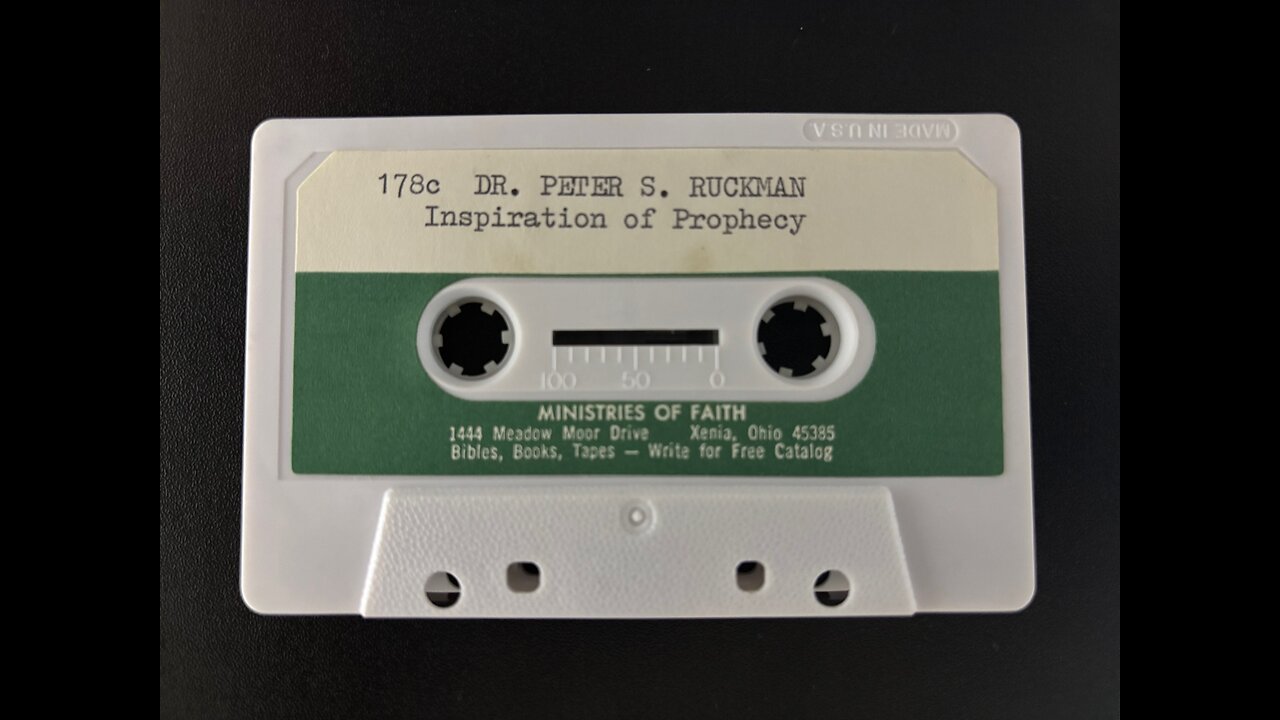 MADE IN U.S.A
178c DR. PETER S. RUCKMAN
Inspiration of Prophecy
100 50 0
MINISTRIES OF FAITH
1444 Meadow Moor Drive Xenia, Ohio 45385
Bibles, Books, Tapes — Write for Free Catalog